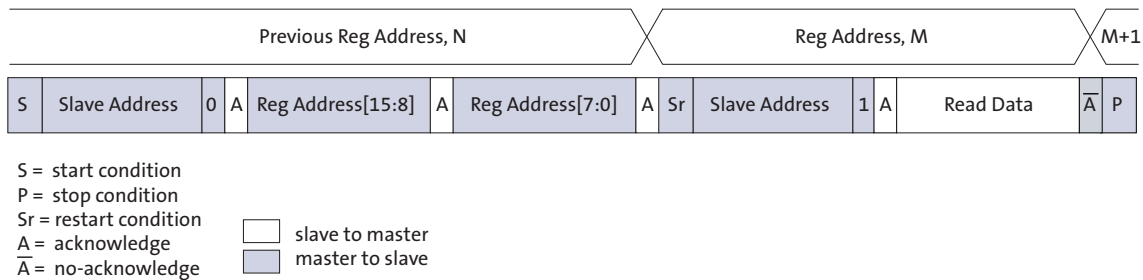 Previous Reg Address, N Reg Address, M M+1
S Slave Address 0 A Reg Address[15:8] A Reg Address[7:0] A Sr Slave Address 1 A Read Data A̅ P
S = start condition
P = stop condition
Sr = restart condition
A = acknowledge
A̅ = no-acknowledge
slave to master
master to slave